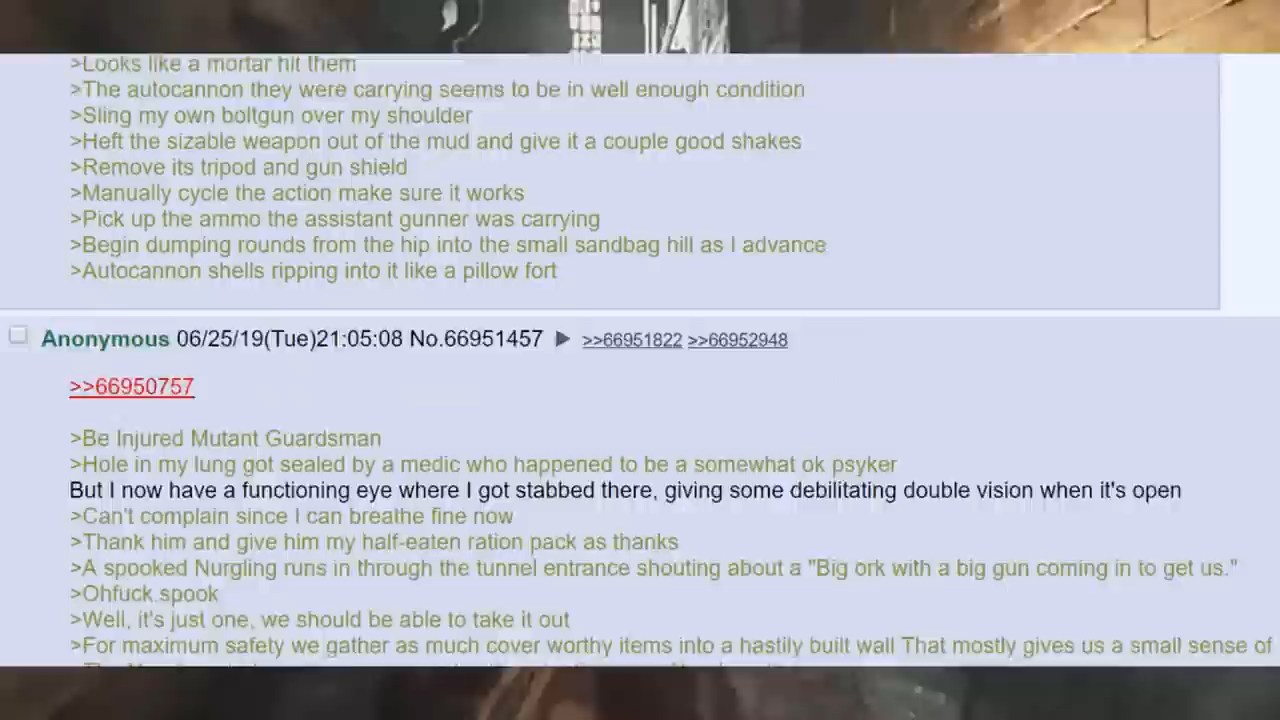 >Looks like a mortar hit them
>The autocannon they were carrying seems to be in well enough condition
>Sling my own boltgun over my shoulder
>Heft the sizable weapon out of the mud and give it a couple good shakes
>Remove its tripod and gun shield
>Manually cycle the action make sure it works
>Pick up the ammo the assistant gunner was carrying
>Begin dumping rounds from the hip into the small sandbag hill as I advance
>Autocannon shells ripping into it like a pillow fort
Anonymous 06/25/19(Tue)21:05:08 No.66951457 ▶ >>66951822 >>66952948
>>66950757
>Be Injured Mutant Guardsman
>Hole in my lung got sealed by a medic who happened to be a somewhat ok psyker
But I now have a functioning eye where I got stabbed there, giving some debilitating double vision when it's open
>Can't complain since I can breathe fine now
>Thank him and give him my half-eaten ration pack as thanks
>A spooked Nurgling runs in through the tunnel entrance shouting about a "Big ork with a big gun coming in to get us."
>Ohfuck.spook
>Well, it's just one, we should be able to take it out
>For maximum safety we gather as much cover worthy items into a hastily built wall That mostly gives us a small sense of